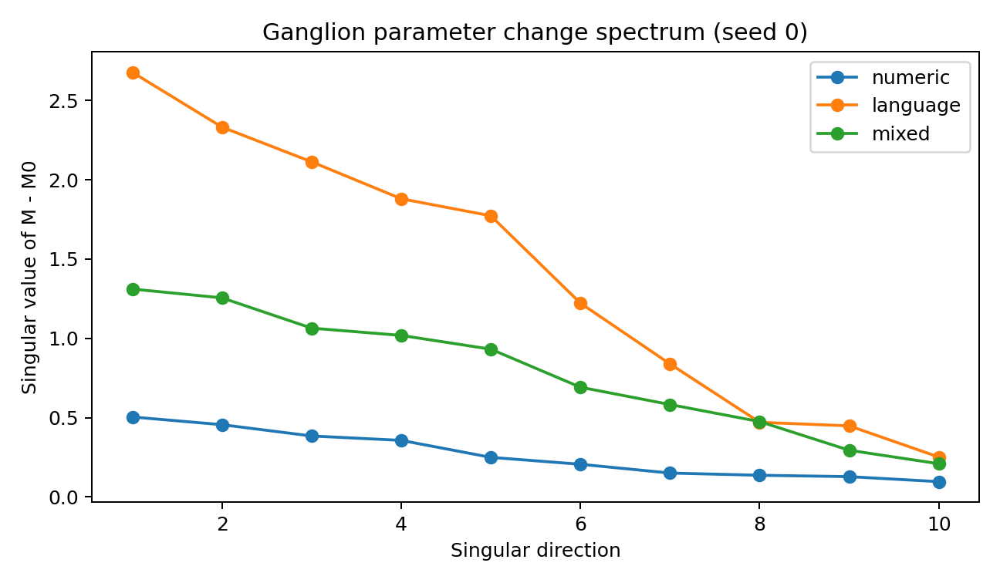 Ganglion parameter change spectrum (seed 0)
numeric
language
mixed
Singular value of M - M0
2.5
2.0
1.5
1.0
0.5
0.0
2 4 6 8 10
Singular direction